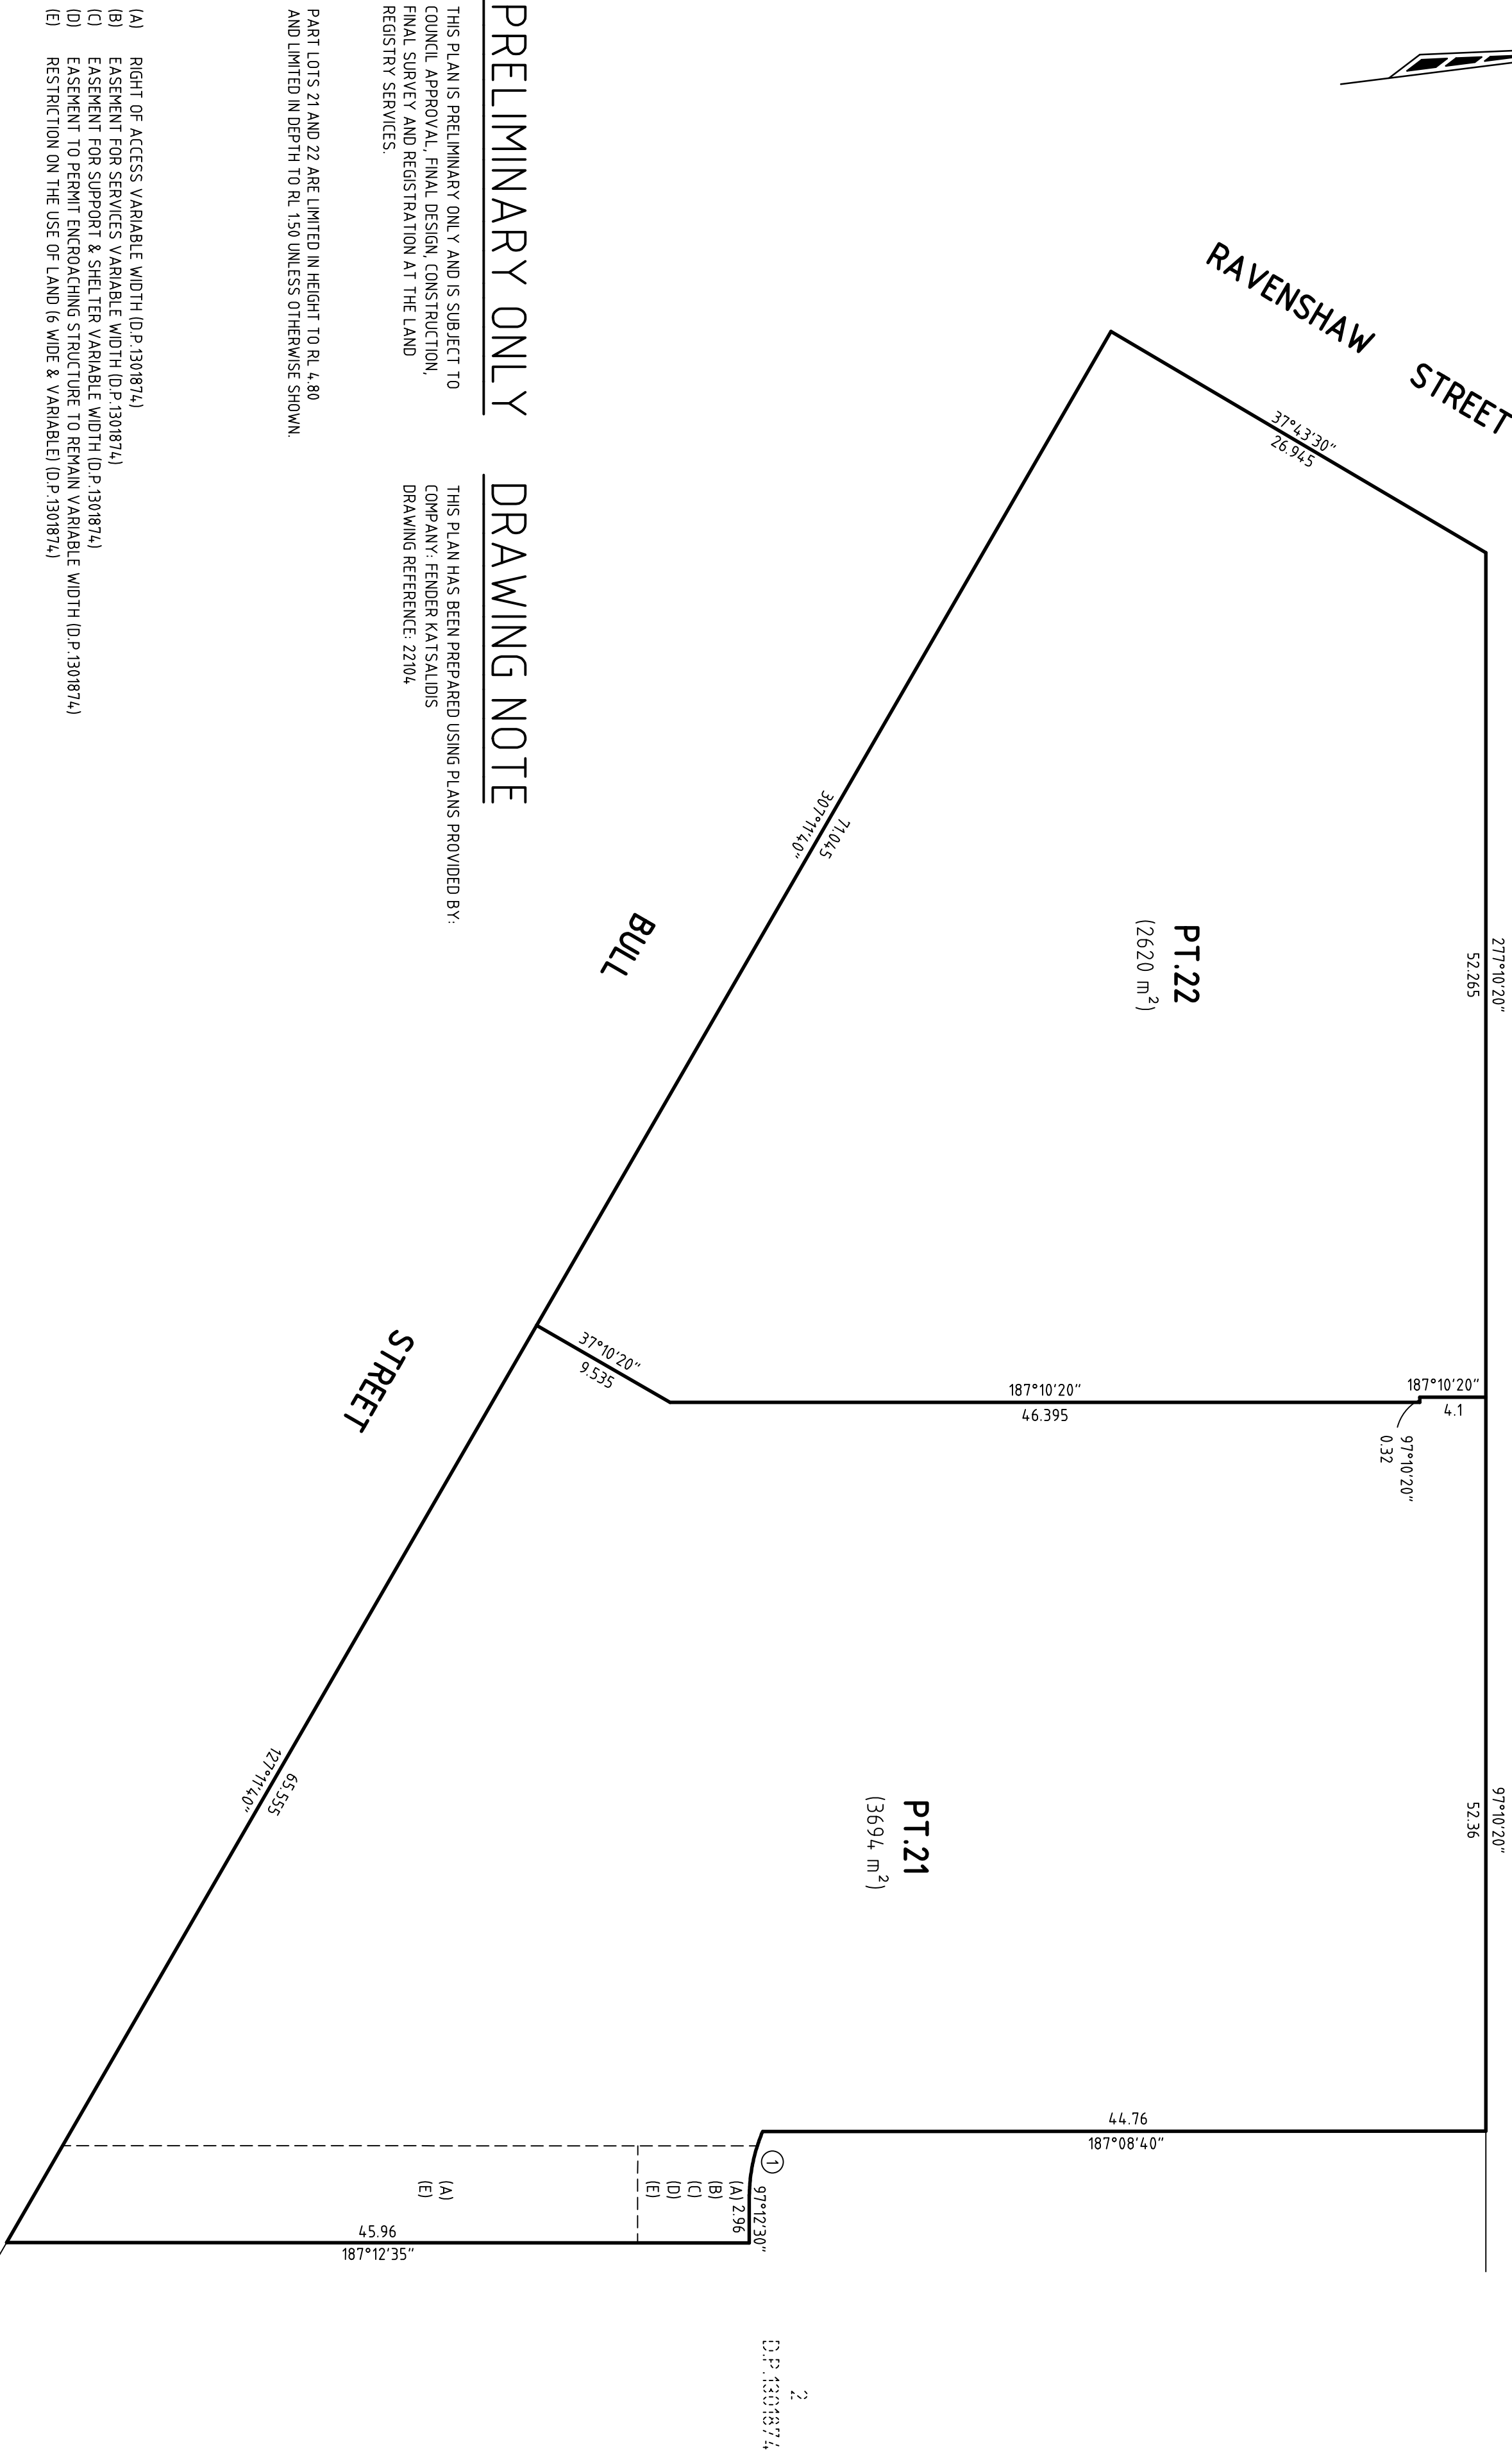 PRELIMINARY ONLY
THIS PLAN IS PRELIMINARY ONLY AND IS SUBJECT TO
COUNCIL APPROVAL, FINAL DESIGN, CONSTRUCTION,
FINAL SURVEY AND REGISTRATION AT THE LAND
REGISTRY SERVICES.
PART LOTS 21 AND 22 ARE LIMITED IN HEIGHT TO RL 4.80
AND LIMITED IN DEPTH TO RL 1.50 UNLESS OTHERWISE SHOWN.
(A) RIGHT OF ACCESS VARIABLE WIDTH (D.P.1301874)
(B) EASEMENT FOR SERVICES VARIABLE WIDTH (D.P.1301874)
(C) EASEMENT FOR SUPPORT & SHELTER VARIABLE WIDTH (D.P.1301874)
(D) EASEMENT TO PERMIT ENCROACHING STRUCTURE TO REMAIN VARIABLE WIDTH (D.P.1301874)
(E) RESTRICTION ON THE USE OF LAND (6 WIDE & VARIABLE) (D.P.1301874)
DRAWING NOTE
THIS PLAN HAS BEEN PREPARED USING PLANS PROVIDED BY:
COMPANY: FENDER KATSALIDIS
DRAWING REFERENCE: 22104
RAVENSHAW STREET
37°43'30"
26.945
277°10'20"
52.265
PT.22
(2620 m²)
71.045
307°11'40"
BULL STREET
37°10'20"
9.535
187°10'20"
46.395
187°10'20"
4.1
97°10'20"
0.32
97°10'20"
52.36
PT.21
(3694 m²)
65.555
127°11'40"
44.76
187°08'40"
1
97°12'30"
(A) 2.96
(B)
(C)
(D)
(E)
(A)
(E)
45.96
187°12'35"
2
D.P.1301874